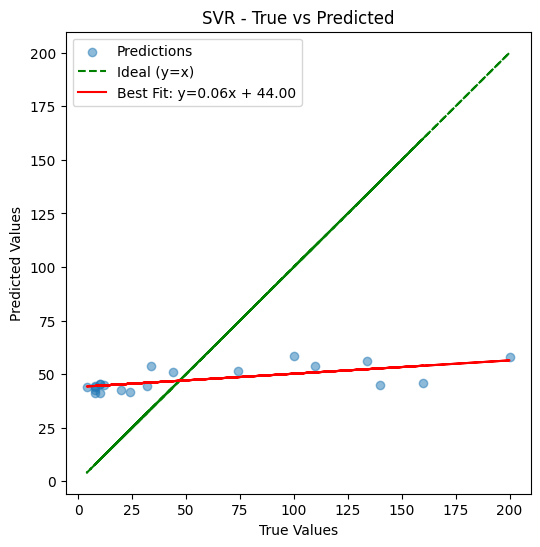 SVR - True vs Predicted
Predictions
Ideal (y=x)
Best Fit: y=0.06x + 44.00
200
175
150
125
100
75
50
25
0
Predicted Values
0 25 50 75 100 125 150 175 200
True Values